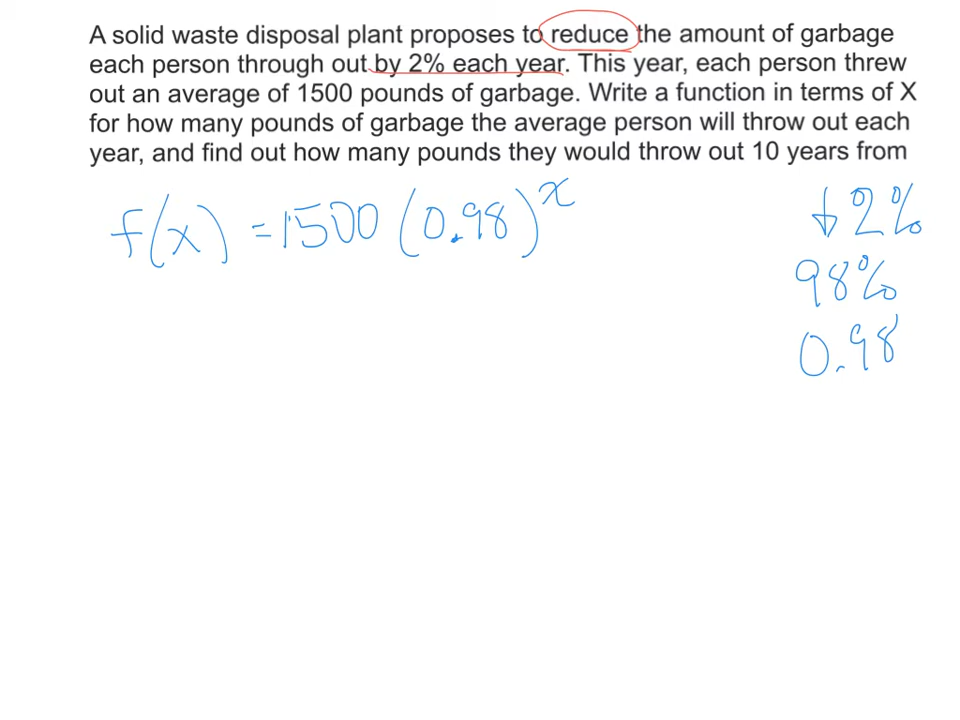 A solid waste disposal plant proposes to reduce the amount of garbage
each person through out by 2% each year. This year, each person threw
out an average of 1500 pounds of garbage. Write a function in terms of X
for how many pounds of garbage the average person will throw out each
year, and find out how many pounds they would throw out 10 years from
f(x) = 1500 (0.98)^x
↓2%
98%
0.98